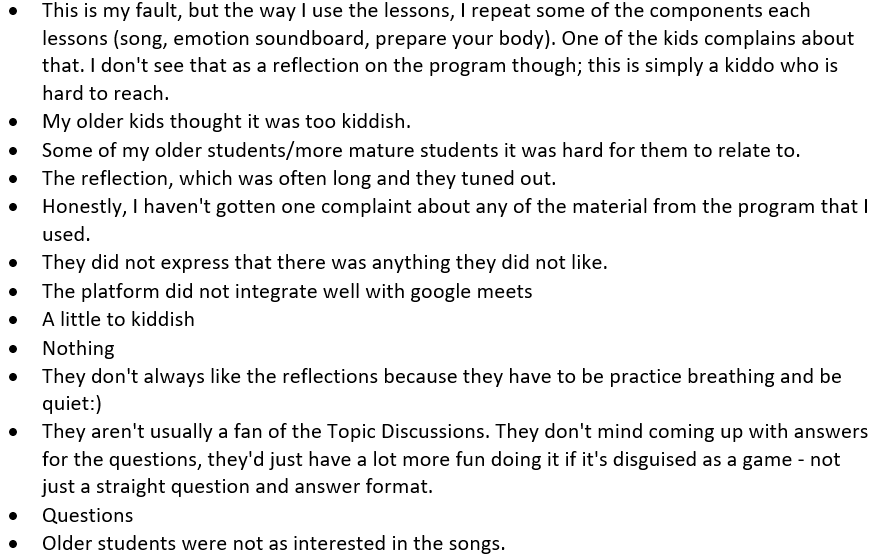 • This is my fault, but the way I use the lessons, I repeat some of the components each
lessons (song, emotion soundboard, prepare your body). One of the kids complains about
that. I don't see that as a reflection on the program though; this is simply a kiddo who is
hard to reach.
• My older kids thought it was too kiddish.
• Some of my older students/more mature students it was hard for them to relate to.
• The reflection, which was often long and they tuned out.
• Honestly, I haven't gotten one complaint about any of the material from the program that I
used.
• They did not express that there was anything they did not like.
• The platform did not integrate well with google meets
• A little to kiddish
• Nothing
• They don't always like the reflections because they have to be practice breathing and be
quiet:)
• They aren't usually a fan of the Topic Discussions. They don't mind coming up with answers
for the questions, they'd just have a lot more fun doing it if it's disguised as a game - not
just a straight question and answer format.
• Questions
• Older students were not as interested in the songs.